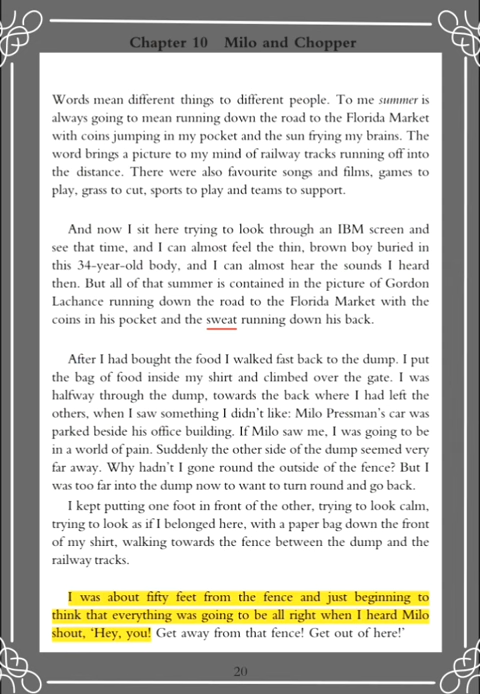 Chapter 10 Milo and Chopper
Words mean different things to different people. To me summer is
always going to mean running down the road to the Florida Market
with coins jumping in my pocket and the sun frying my brains. The
word brings a picture to my mind of railway tracks running off into
the distance. There were also favourite songs and films, games to
play, grass to cut, sports to play and teams to support.
And now I sit here trying to look through an IBM screen and
see that time, and I can almost feel the thin, brown boy buried in
this 34-year-old body, and I can almost hear the sounds I heard
then. But all of that summer is contained in the picture of Gordon
Lachance running down the road to the Florida Market with the
coins in his pocket and the sweat running down his back.
After I had bought the food I walked fast back to the dump. I put
the bag of food inside my shirt and climbed over the gate. I was
halfway through the dump, towards the back where I had left the
others, when I saw something I didn't like: Milo Pressman's car was
parked beside his office building. If Milo saw me, I was going to be
in a world of pain. Suddenly the other side of the dump seemed very
far away. Why hadn't I gone round the outside of the fence? But I
was too far into the dump now to want to turn round and go back.
I kept putting one foot in front of the other, trying to look calm,
trying to look as if I belonged here, with a paper bag down the front
of my shirt, walking towards the fence between the dump and the
railway tracks.
I was about fifty feet from the fence and just beginning to
think that everything was going to be all right when I heard Milo
shout, 'Hey, you! Get away from that fence! Get out of here!'
20